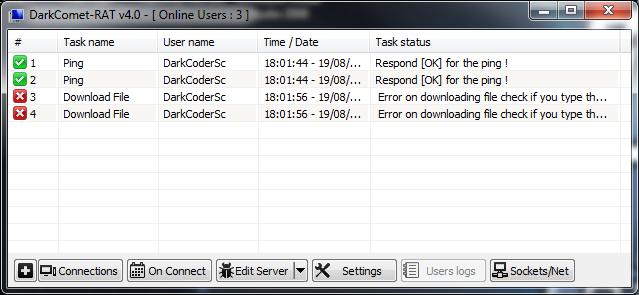 DarkComet-RAT v4.0 - [ Online Users : 3 ]
# Task name User name Time / Date Task status
1 Ping DarkCoderSc 18:01:44 - 19/08/... Respond [OK] for the ping !
2 Ping DarkCoderSc 18:01:44 - 19/08/... Respond [OK] for the ping !
3 Download File DarkCoderSc 18:01:56 - 19/08/... Error on downloading file check if you type th...
4 Download File DarkCoderSc 18:01:56 - 19/08/... Error on downloading file check if you type th...
Connections On Connect Edit Server Settings Users logs Sockets/Net